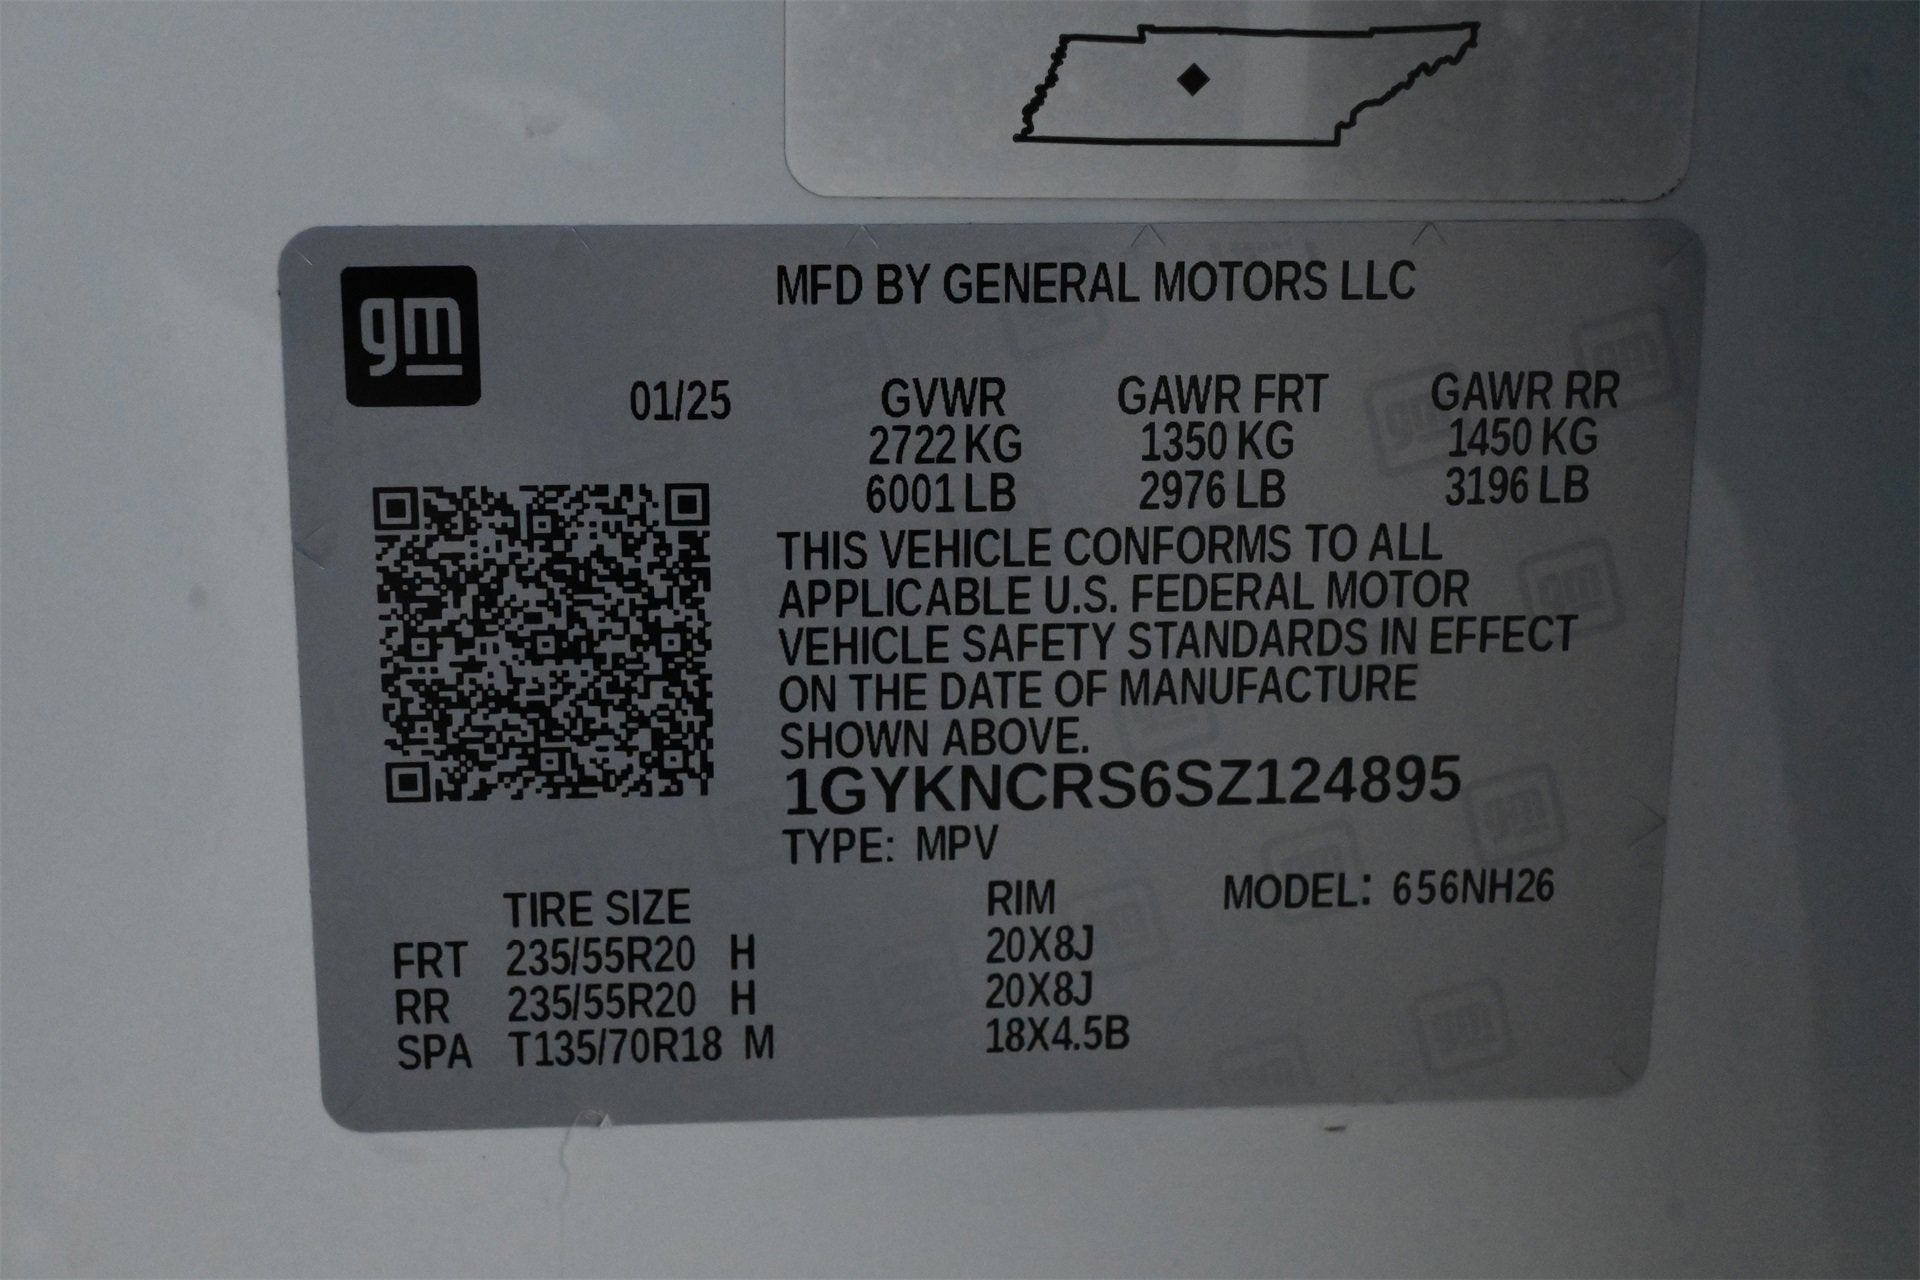 MFD BY GENERAL MOTORS LLC
gm
01/25 GVWR GAWR FRT GAWR RR
2722 KG 1350 KG 1450 KG
6001 LB 2976 LB 3196 LB
THIS VEHICLE CONFORMS TO ALL
APPLICABLE U.S. FEDERAL MOTOR
VEHICLE SAFETY STANDARDS IN EFFECT
ON THE DATE OF MANUFACTURE
SHOWN ABOVE.
1GYKNCRS6SZ124895
TYPE: MPV
TIRE SIZE RIM MODEL: 656NH26
FRT 235/55R20 H 20X8J
RR 235/55R20 H 20X8J
SPA T135/70R18 M 18X4.5B